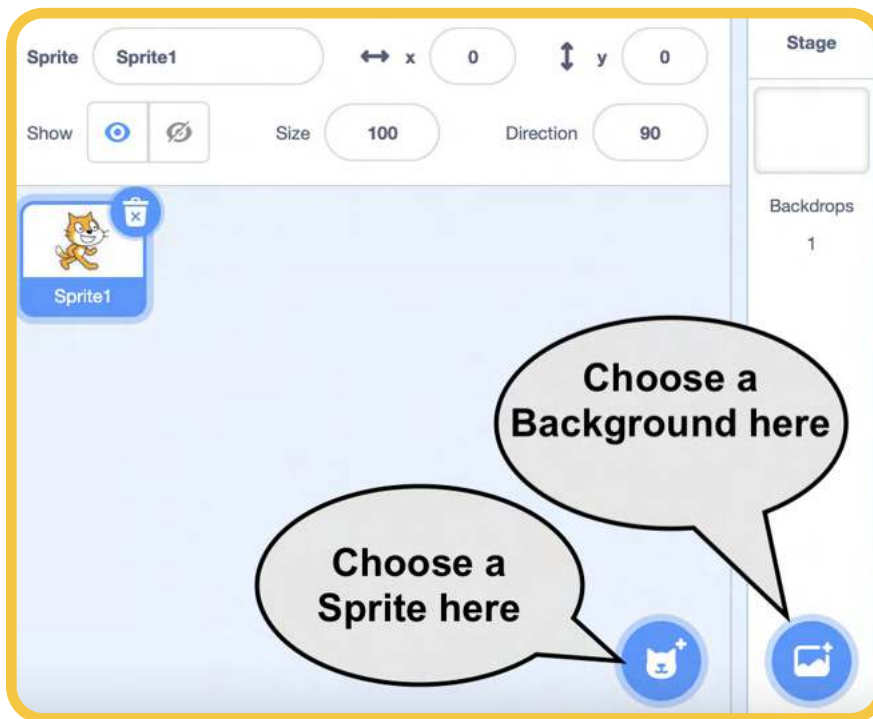 Sprite Sprite1 x 0 y 0
Show Size 100 Direction 90
Sprite1
Stage
Backdrops
1
Choose a
Background here
Choose a
Sprite here